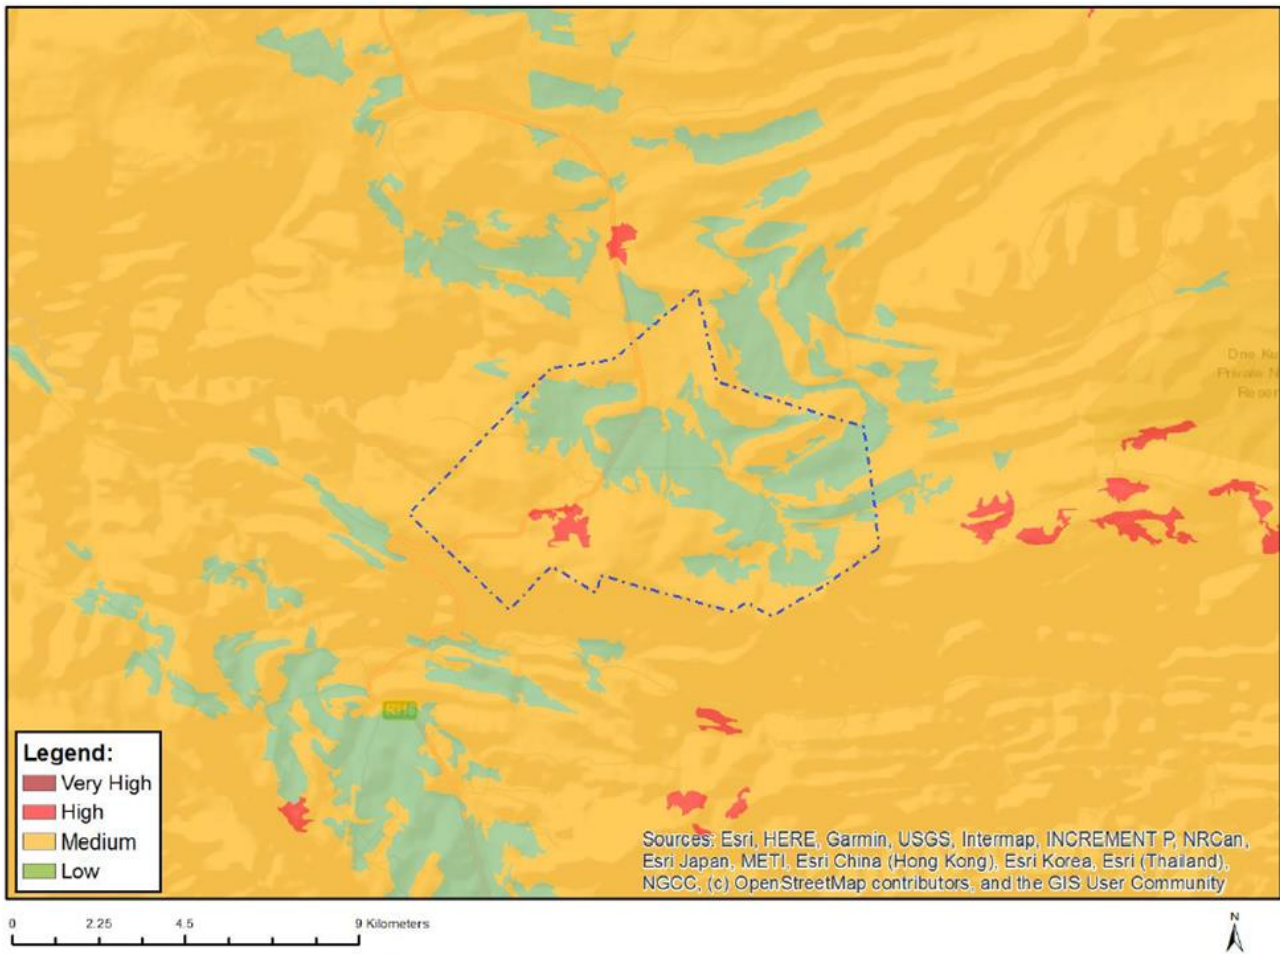 Private N
Reser
Legend:
Very High
High
Medium
Low
Sources: Esri, HERE, Garmin, USGS, Intermap, INCREMENT P, NRCan,
Esri Japan, METI, Esri China (Hong Kong), Esri Korea, Esri (Thailand),
NGCC, (c) OpenStreetMap contributors, and the GIS User Community
0 2.25 4.5 9 Kilometers
N